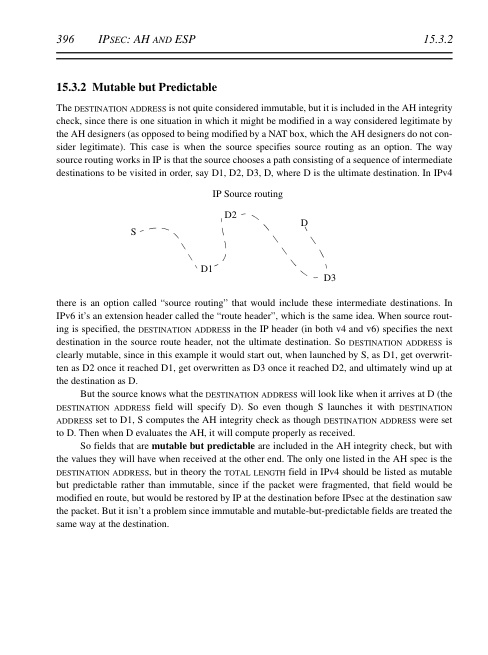 396 IPSEC: AH AND ESP 15.3.2
15.3.2 Mutable but Predictable
The DESTINATION ADDRESS is not quite considered immutable, but it is included in the AH integrity
check, since there is one situation in which it might be modified in a way considered legitimate by
the AH designers (as opposed to being modified by a NAT box, which the AH designers do not con-
sider legitimate). This case is when the source specifies source routing as an option. The way
source routing works in IP is that the source chooses a path consisting of a sequence of intermediate
destinations to be visited in order, say D1, D2, D3, D, where D is the ultimate destination. In IPv4
IP Source routing
D2
D
S
D1
D3
there is an option called “source routing” that would include these intermediate destinations. In
IPv6 it’s an extension header called the “route header”, which is the same idea. When source rout-
ing is specified, the DESTINATION ADDRESS in the IP header (in both v4 and v6) specifies the next
destination in the source route header, not the ultimate destination. So DESTINATION ADDRESS is
clearly mutable, since in this example it would start out, when launched by S, as D1, get overwrit-
ten as D2 once it reached D1, get overwritten as D3 once it reached D2, and ultimately wind up at
the destination as D.
But the source knows what the DESTINATION ADDRESS will look like when it arrives at D (the
DESTINATION ADDRESS field will specify D). So even though S launches it with DESTINATION
ADDRESS set to D1, S computes the AH integrity check as though DESTINATION ADDRESS were set
to D. Then when D evaluates the AH, it will compute properly as received.
So fields that are mutable but predictable are included in the AH integrity check, but with
the values they will have when received at the other end. The only one listed in the AH spec is the
DESTINATION ADDRESS, but in theory the TOTAL LENGTH field in IPv4 should be listed as mutable
but predictable rather than immutable, since if the packet were fragmented, that field would be
modified en route, but would be restored by IP at the destination before IPsec at the destination saw
the packet. But it isn’t a problem since immutable and mutable-but-predictable fields are treated the
same way at the destination.